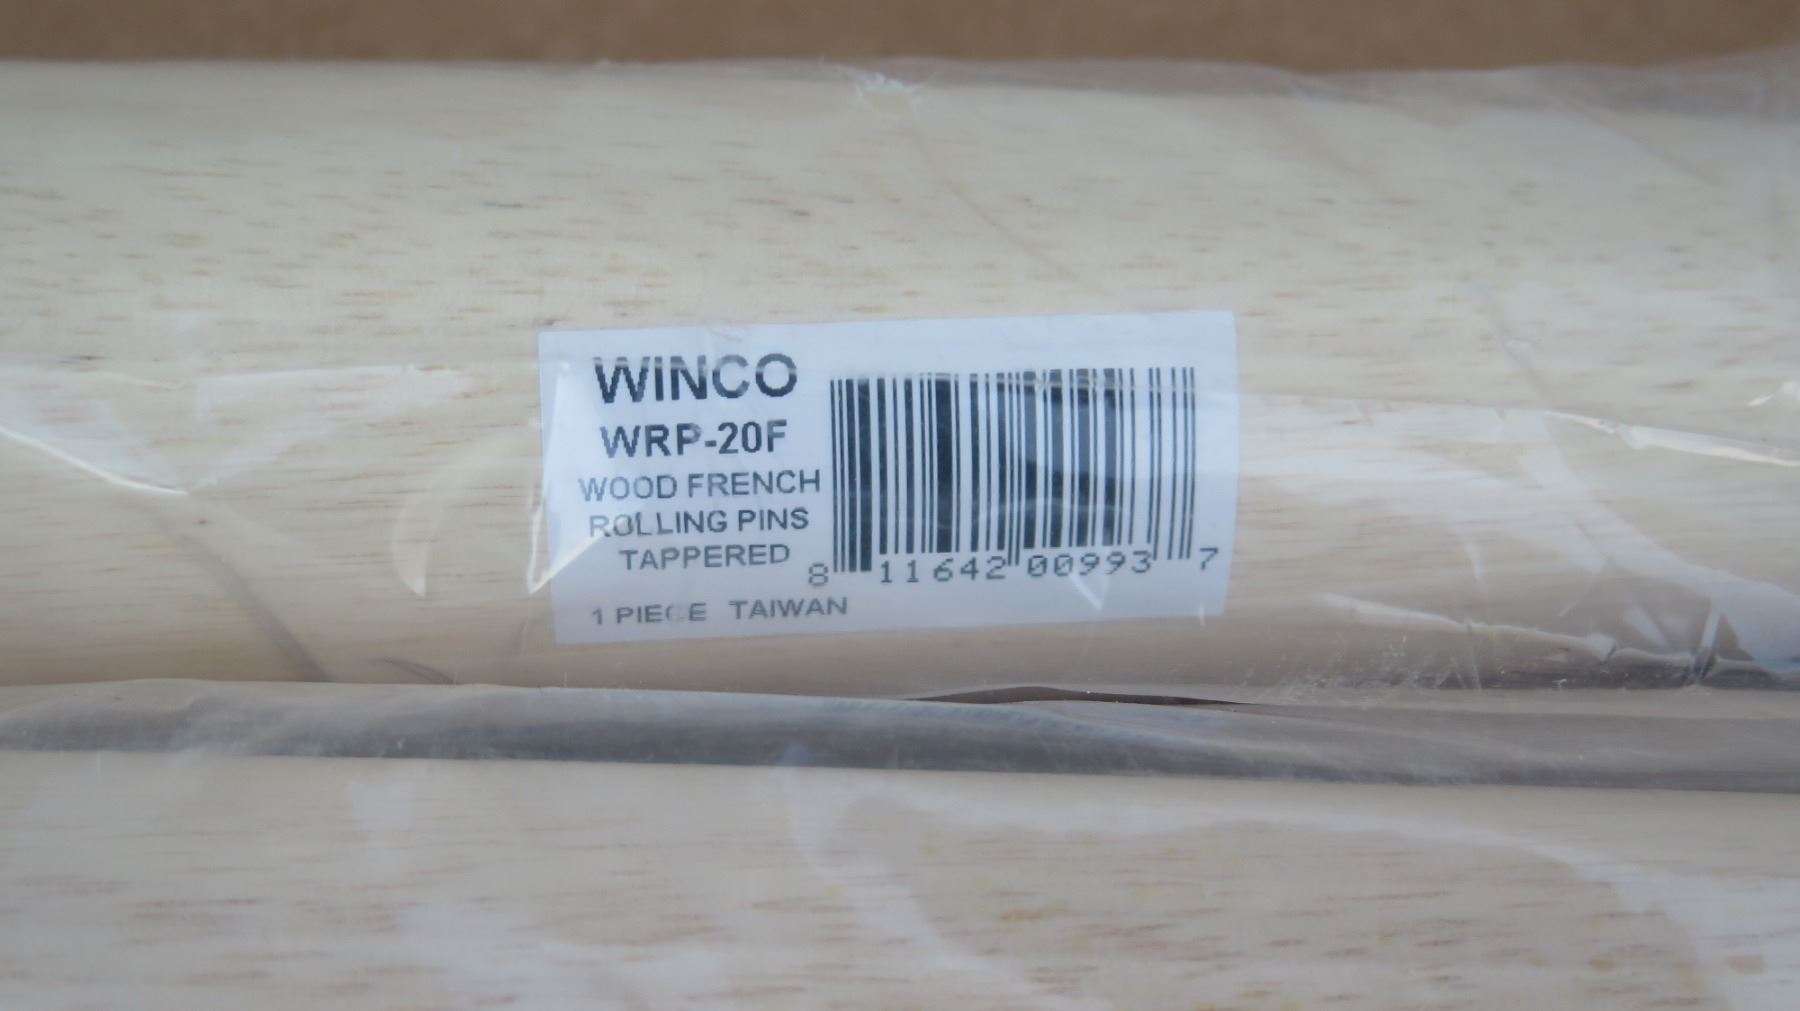 WINCO
WRP-20F
WOOD FRENCH
ROLLING PINS
TAPPERED
1 PIECE TAIWAN
8 11642 00993 7